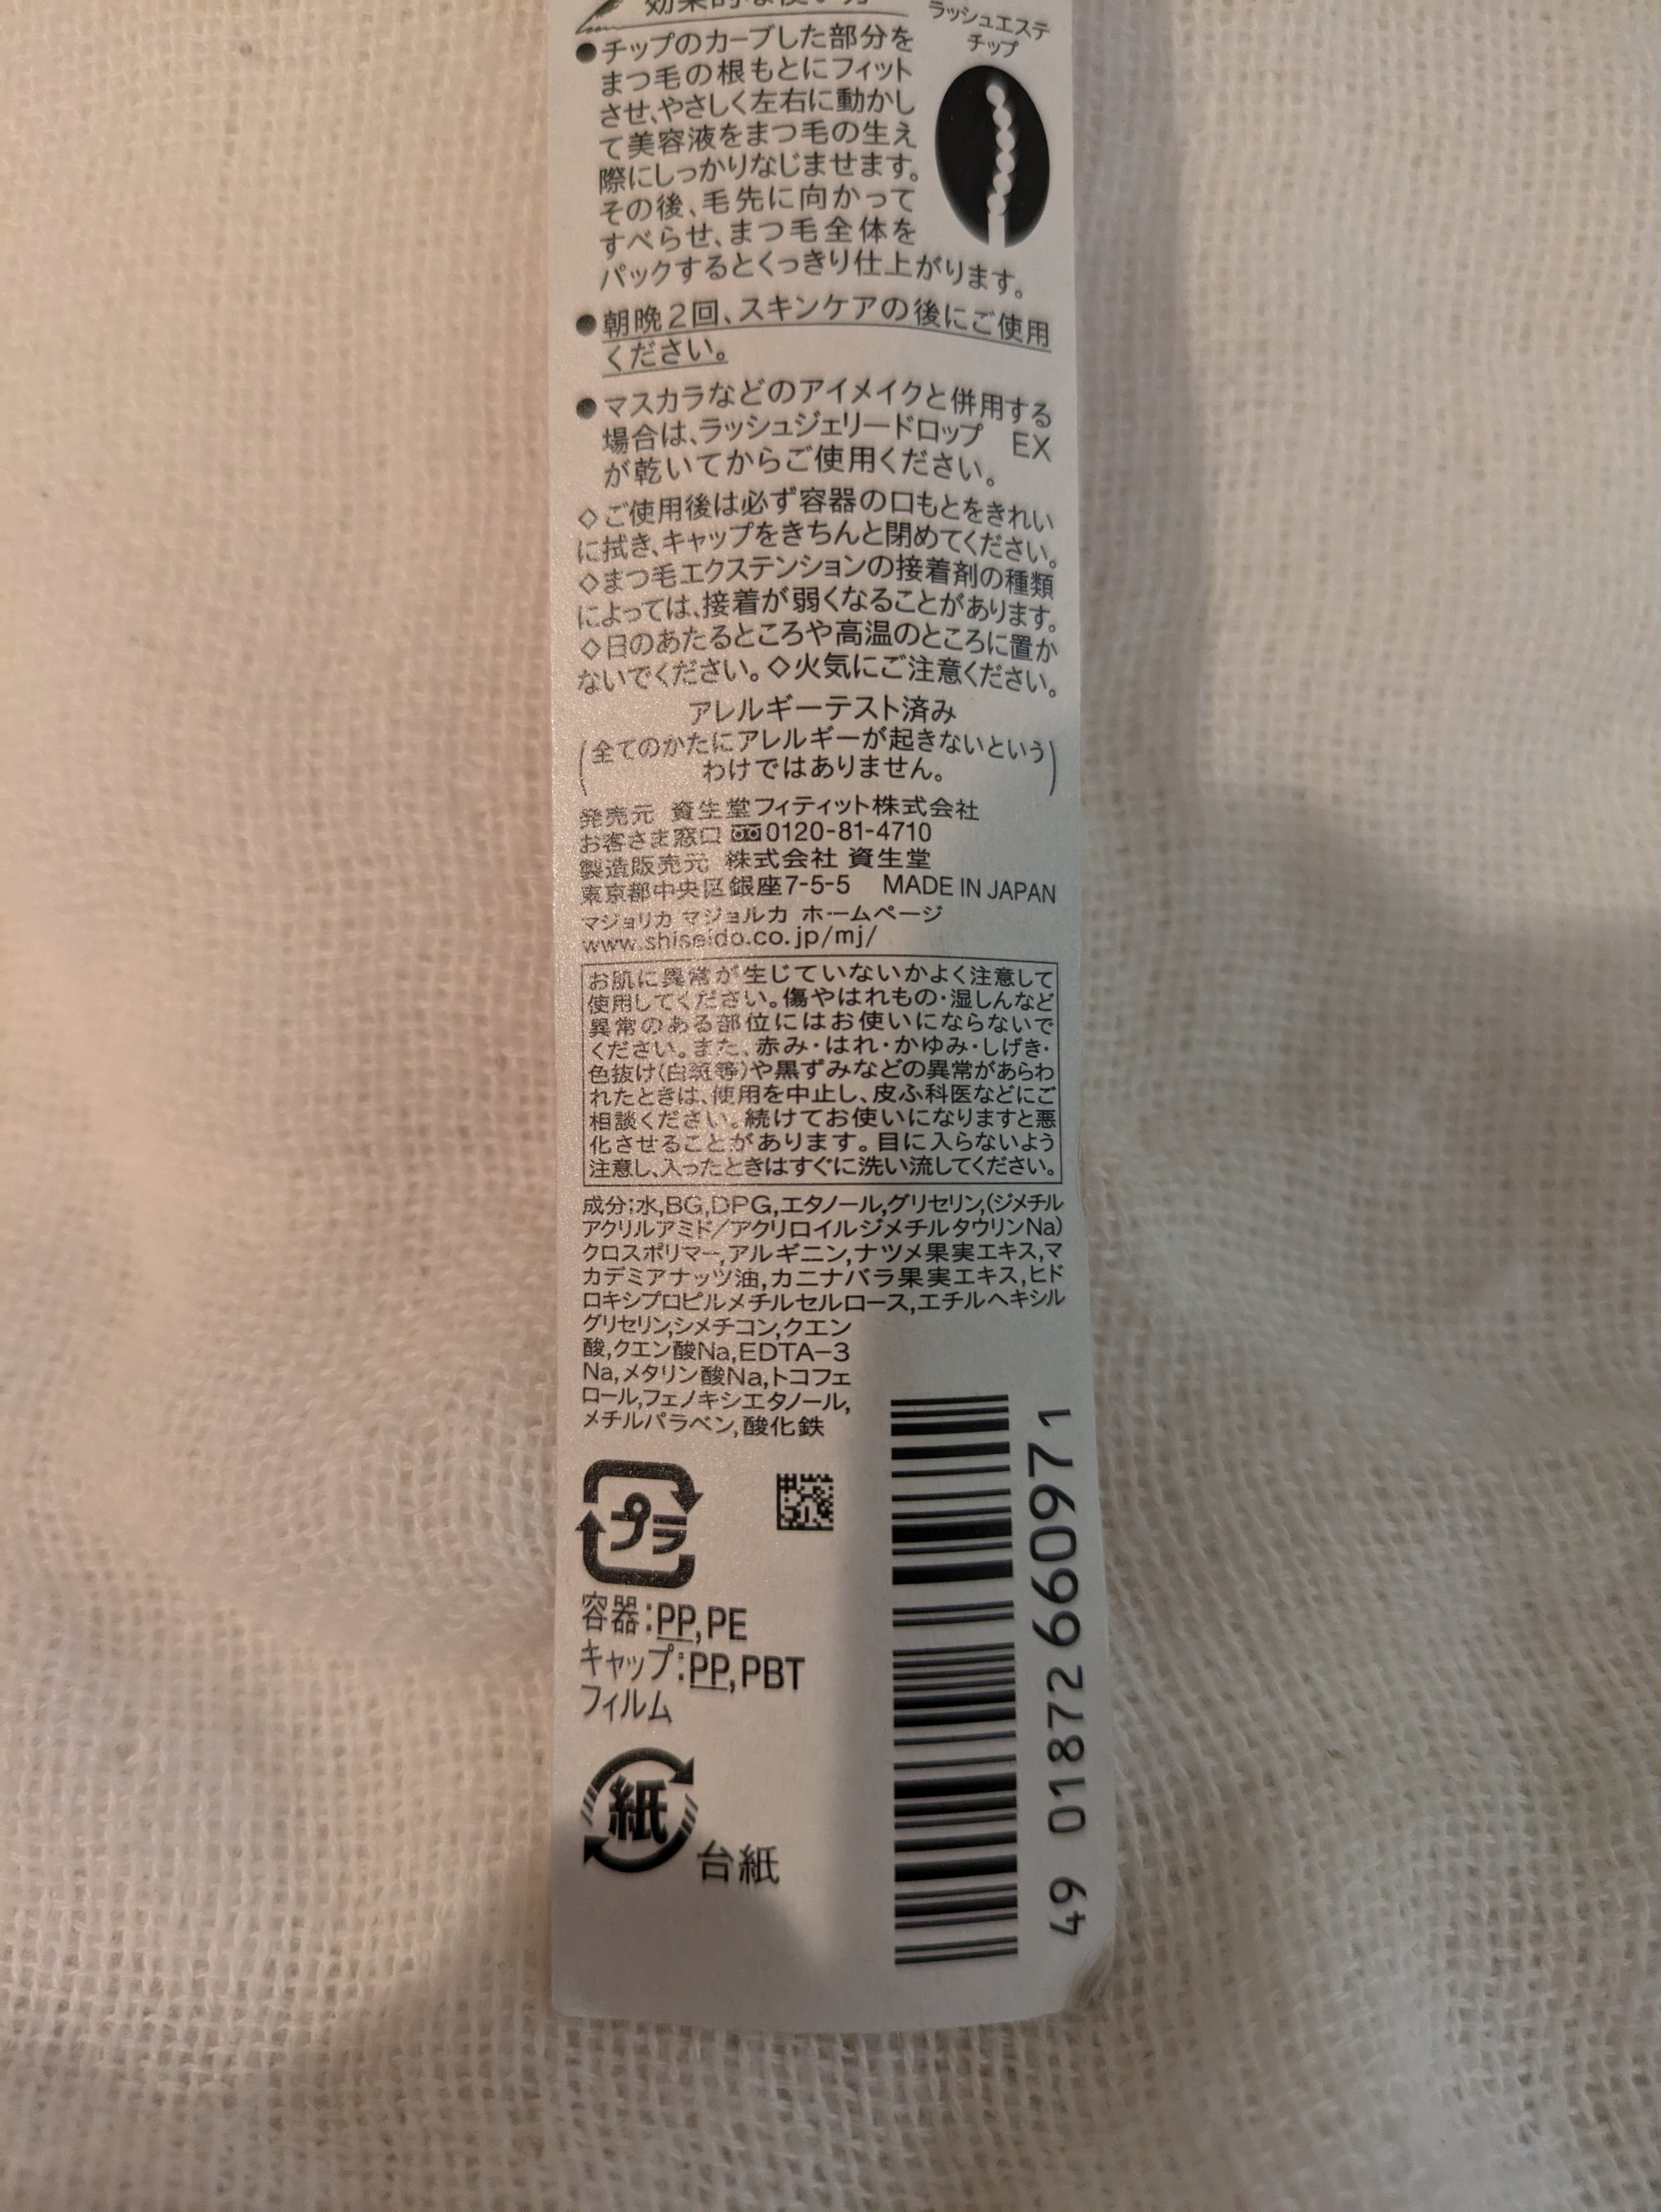 効果的な使い方
ラッシュエステ
チップ
●チップのカーブした部分を
まつ毛の根もとにフィット
させ、やさしく左右に動かし
て美容液をまつ毛の生え
際にしっかりなじませます。
その後、毛先に向かって
すべらせ、まつ毛全体を
パックするとくっきり仕上がります。
●朝晩2回、スキンケアの後にご使用
ください。
●マスカラなどのアイメイクと併用する
場合は、ラッシュジェリードロップ EX
が乾いてからご使用ください。
◇ご使用後は必ず容器の口もとをきれい
に拭き、キャップをきちんと閉めてください。
◇まつ毛エクステンションの接着剤の種類
によっては、接着が弱くなることがあります。
◇日のあたるところや高温のところに置か
ないでください。◇火気にご注意ください。
アレルギーテスト済み
(全てのかたにアレルギーが起きないという
わけではありません。)
発売元 資生堂フィティット株式会社
お客さま窓口 0120-81-4710
製造販売元 株式会社 資生堂
東京都中央区銀座7-5-5 MADE IN JAPAN
マジョリカ マジョルカ ホームページ
www.shiseido.co.jp/mj/
お肌に異常が生じていないかよく注意して
使用してください。傷やはれもの・湿しんなど
異常のある部位にはお使いにならないで
ください。また、赤み・はれ・かゆみ・しげき・
色抜け(白斑等)や黒ずみなどの異常があらわ
れたときは、使用を中止し、皮ふ科医などにご
相談ください。続けてお使いになりますと悪
化させることがあります。目に入らないよう
注意し、入ったときはすぐに洗い流してください。
成分:水,BG,DPG,エタノール,グリセリン,(ジメチル
アクリルアミド/アクリロイルジメチルタウリンNa)
クロスポリマー,アルギニン,ナツメ果実エキス,マ
カデミアナッツ油,カニナバラ果実エキス,ヒド
ロキシプロピルメチルセルロース,エチルヘキシル
グリセリン,シメチコン,クエン
酸,クエン酸Na,EDTA-3
Na,メタリン酸Na,トコフェ
ロール,フェノキシエタノール,
メチルパラベン,酸化鉄
プラ
容器:PP,PE
キャップ:PP,PBT
フィルム
紙
台紙
49 01872 660971